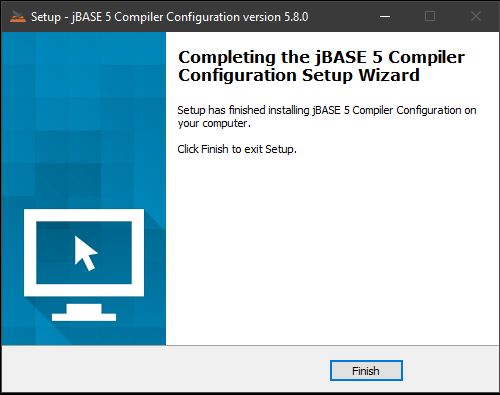 Setup - jBASE 5 Compiler Configuration version 5.8.0
Completing the jBASE 5 Compiler
Configuration Setup Wizard
Setup has finished installing jBASE 5 Compiler Configuration on
your computer.
Click Finish to exit Setup.
Finish